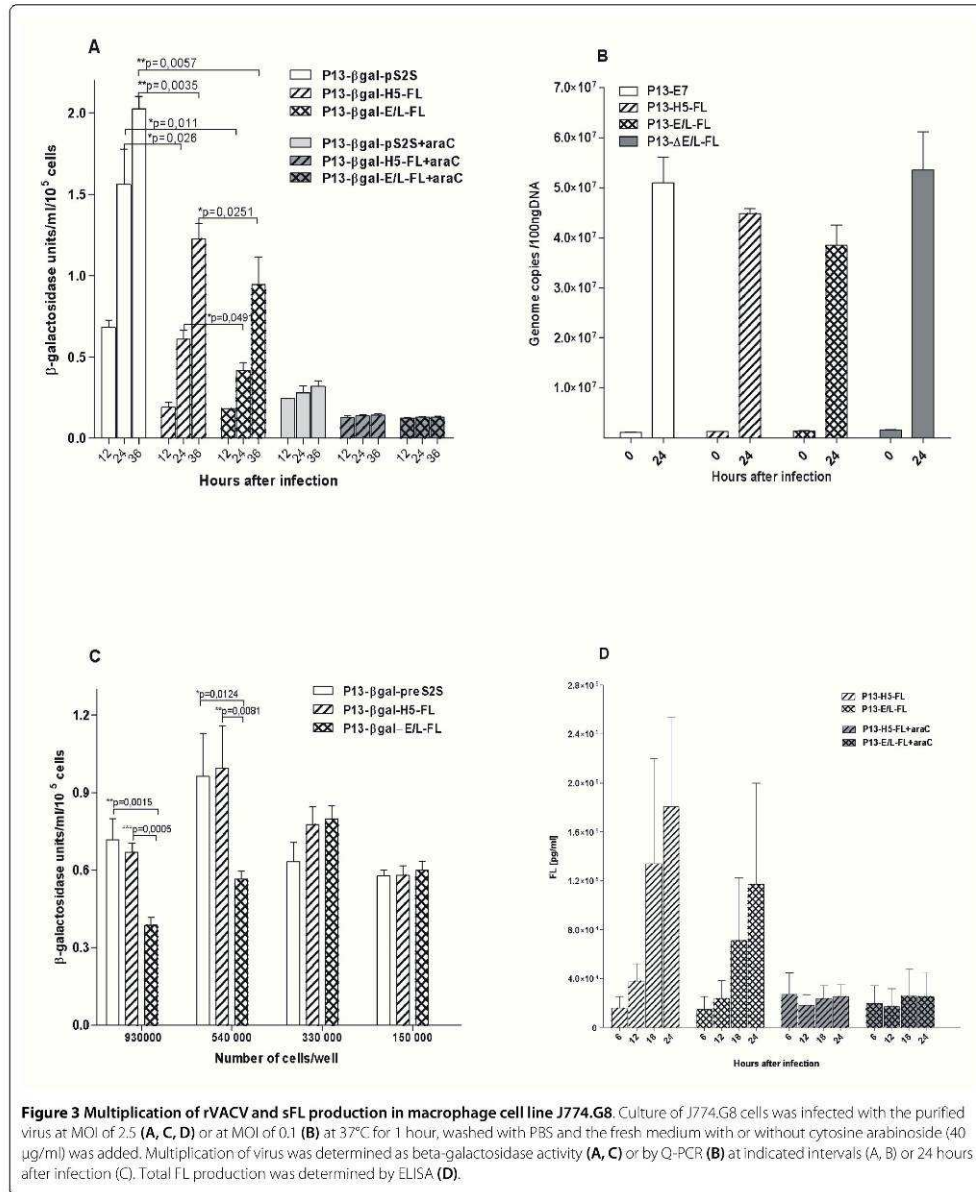 A
**p=0,0057
**p=0,0035
*p=0,011
*p=0,026
*p=0,0251
*p=0,0491
P13-βgal-pS2S
P13-βgal-H5-FL
P13-βgal-E/L-FL
P13-βgal-pS2S+araC
P13-βgal-H5-FL+araC
P13-βgal-E/L-FL+araC
β-galactosidase units/ml/10⁵ cells
2.0
1.5
1.0
0.5
0.0
12 24 36 12 24 36 12 24 36 12 24 36 12 24 36 12 24 36
Hours after infection
B
P13-E7
P13-H5-FL
P13-E/L-FL
P13-ΔE/L-FL
Genome copies /100ngDNA
7.0×10⁷
6.0×10⁷
5.0×10⁷
4.0×10⁷
3.0×10⁷
2.0×10⁷
1.0×10⁷
0 24 0 24 0 24 0 24
Hours after infection
C
*p=0,0124
**p=0,0081
**p=0,0015
***p=0,0005
P13-βgal-preS2S
P13-βgal-H5-FL
P13-βgal–E/L-FL
β-galactosidase units/ml/10⁵ cells
1.2
0.9
0.6
0.3
0.0
930000 540 000 330 000 150 000
Number of cells/well
D
P13-H5-FL
P13-E/L-FL
P13-H5-FL+araC
P13-E/L-FL+araC
FL [pg/ml]
0
6 12 18 24 6 12 18 24 6 12 18 24 6 12 18 24
Hours after infection
Figure 3 Multiplication of rVACV and sFL production in macrophage cell line J774.G8. Culture of J774.G8 cells was infected with the purified
virus at MOI of 2.5 (A, C, D) or at MOI of 0.1 (B) at 37°C for 1 hour, washed with PBS and the fresh medium with or without cytosine arabinoside (40
μg/ml) was added. Multiplication of virus was determined as beta-galactosidase activity (A, C) or by Q-PCR (B) at indicated intervals (A, B) or 24 hours
after infection (C). Total FL production was determined by ELISA (D).